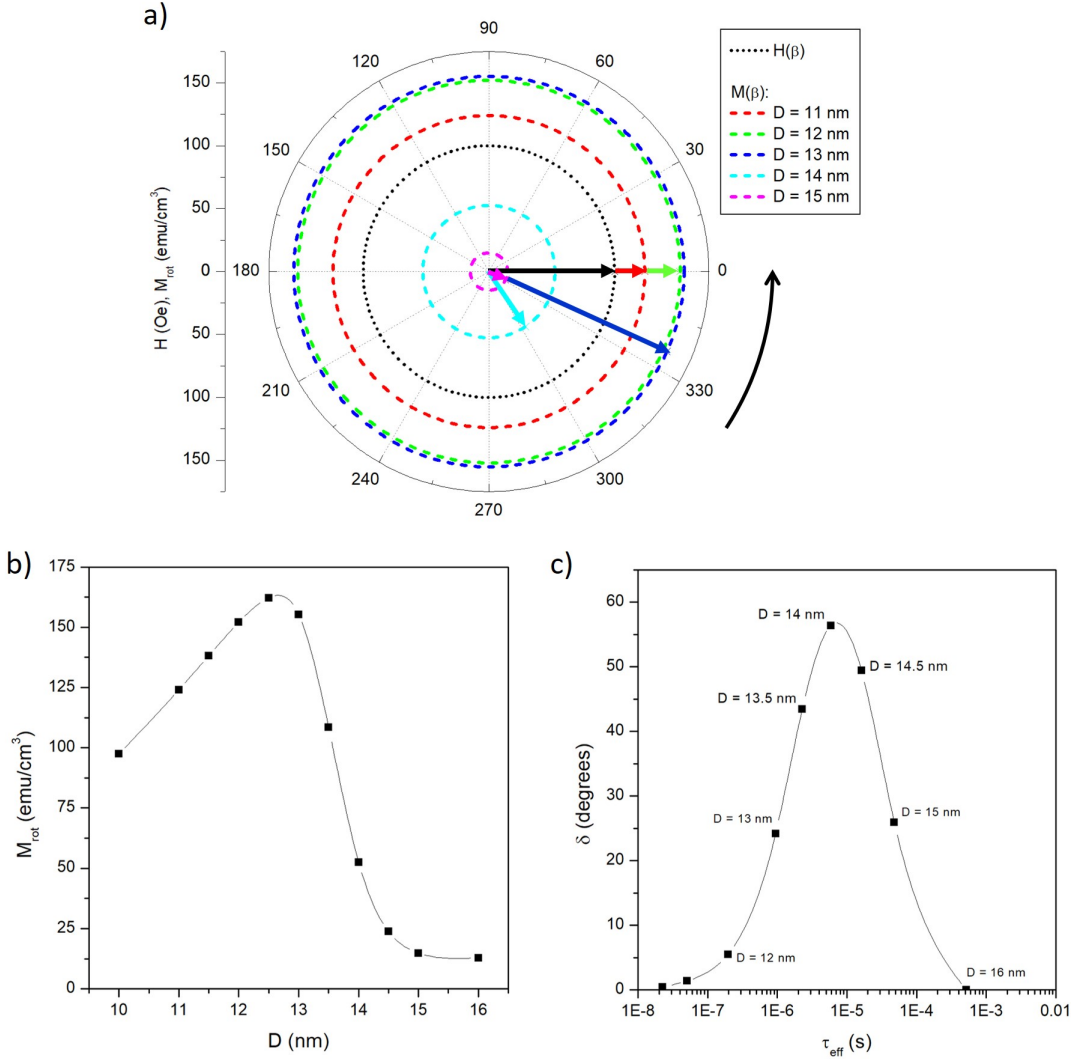 a)
90
120
60
150
30
180
0
210
330
240
300
270
150
100
50
0
50
100
150
H (Oe), M_rot (emu/cm³)
H(β)
M(β):
D = 11 nm
D = 12 nm
D = 13 nm
D = 14 nm
D = 15 nm
b)
175
150
125
100
75
50
25
0
M_rot (emu/cm³)
10 11 12 13 14 15 16
D (nm)
c)
60
50
40
30
20
10
0
δ (degrees)
D = 14 nm
D = 14.5 nm
D = 13.5 nm
D = 13 nm
D = 15 nm
D = 12 nm
D = 16 nm
1E-8 1E-7 1E-6 1E-5 1E-4 1E-3 0.01
τ_eff (s)